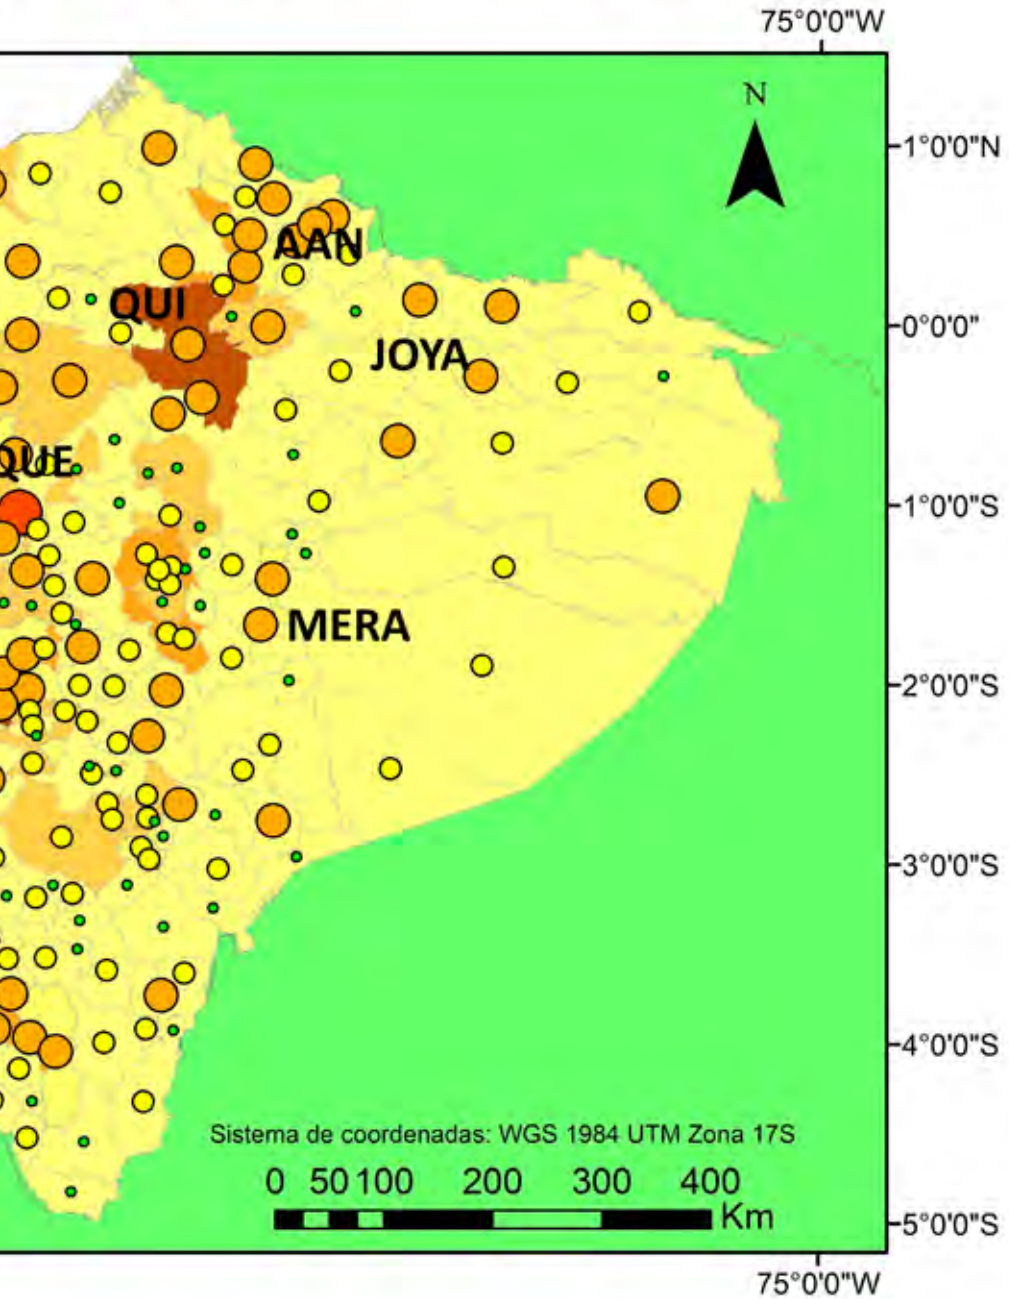 75°0'0"W
N
1°0'0"N
AAN
QUI
0°0'0"
JOYA
QUE
1°0'0"S
MERA
2°0'0"S
3°0'0"S
4°0'0"S
Sistema de coordenadas: WGS 1984 UTM Zona 17S
0 50 100 200 300 400
Km
5°0'0"S
75°0'0"W